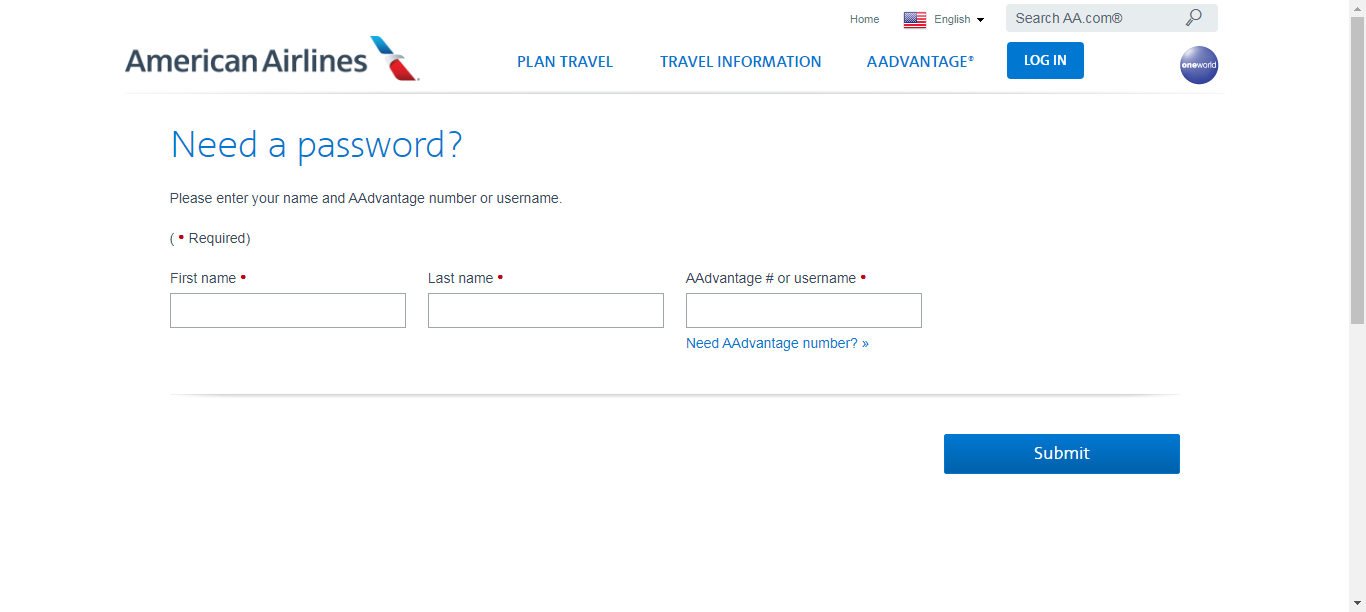 Home English Search AA.com®
American Airlines
PLAN TRAVEL TRAVEL INFORMATION AADVANTAGE® LOG IN oneworld
Need a password?
Please enter your name and AAdvantage number or username.
( • Required)
First name • Last name • AAdvantage # or username •
Need AAdvantage number? »
Submit